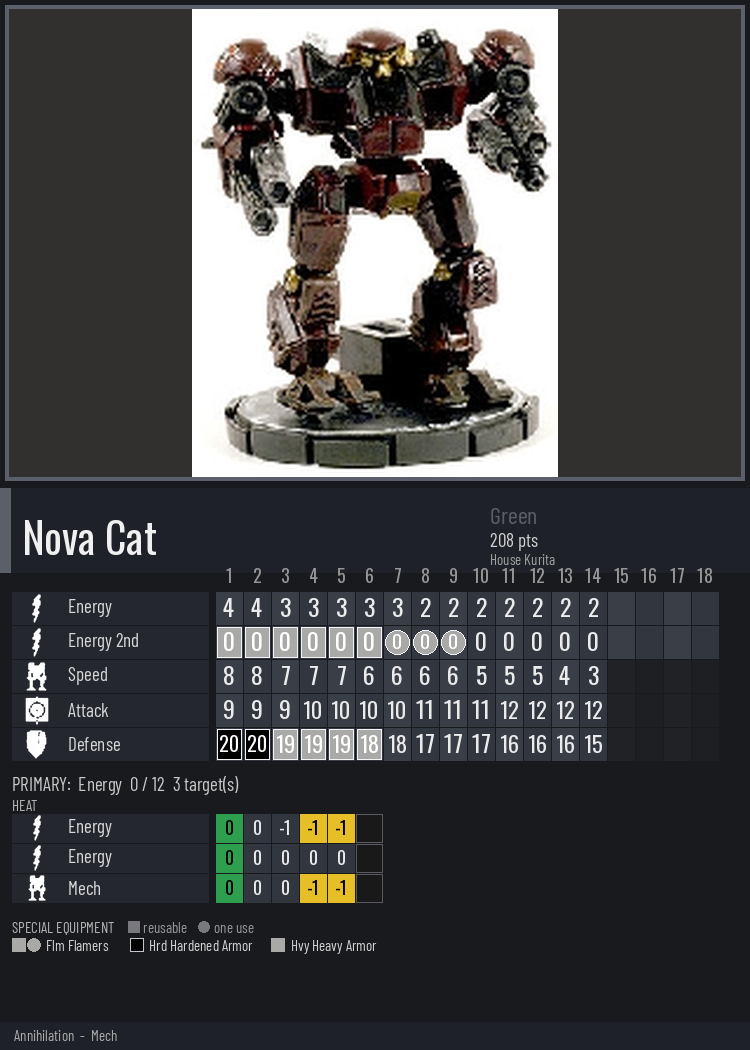 Nova Cat
Green
208 pts
House Kurita
1 2 3 4 5 6 7 8 9 10 11 12 13 14 15 16 17 18
Energy 4 4 3 3 3 3 3 2 2 2 2 2 2 2
Energy 2nd 0 0 0 0 0 0 0 0 0 0 0 0 0 0
Speed 8 8 7 7 7 6 6 6 6 5 5 5 4 3
Attack 9 9 9 10 10 10 10 11 11 11 12 12 12 12
Defense 20 20 19 19 19 18 18 17 17 17 16 16 16 15
PRIMARY: Energy 0 / 12 3 target(s)
HEAT
Energy 0 0 -1 -1 -1
Energy 0 0 0 0 0
Mech 0 0 0 -1 -1
SPECIAL EQUIPMENT reusable one use
Flm Flamers Hrd Hardened Armor Hvy Heavy Armor
Annihilation - Mech